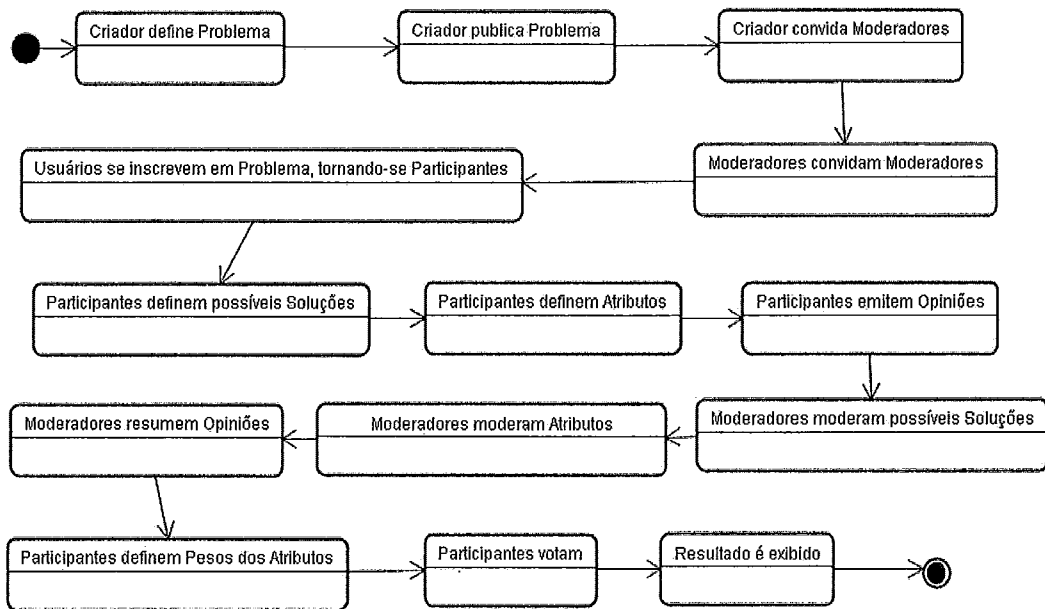 Criador define Problema
Criador publica Problema
Criador convida Moderadores
Moderadores convidam Moderadores
Usuários se inscrevem em Problema, tornando-se Participantes
Participantes definem possíveis Soluções
Participantes definem Atributos
Participantes emitem Opiniões
Moderadores moderam possíveis Soluções
Moderadores moderam Atributos
Moderadores resumem Opiniões
Participantes definem Pesos dos Atributos
Participantes votam
Resultado é exibido